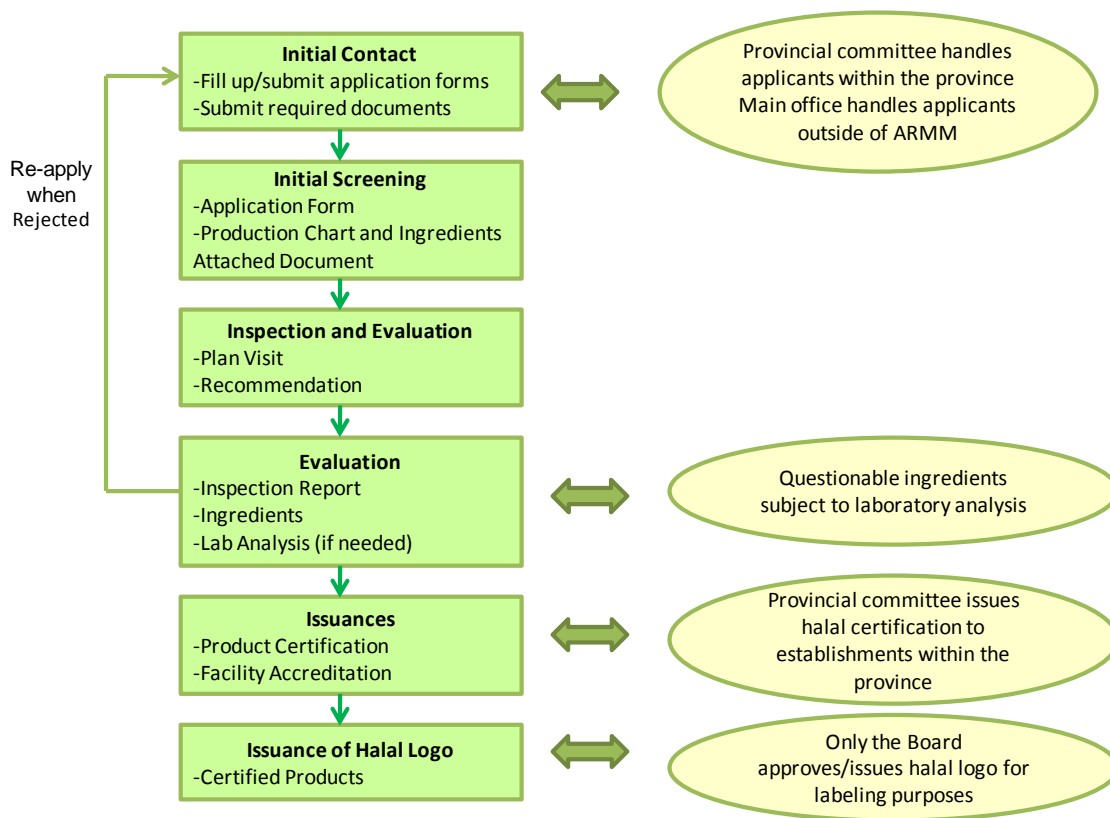 Initial Contact
-Fill up/submit application forms
-Submit required documents
Provincial committee handles
applicants within the province
Main office handles applicants
outside of ARMM
Re-apply
when
Rejected
Initial Screening
-Application Form
-Production Chart and Ingredients
Attached Document
Inspection and Evaluation
-Plan Visit
-Recommendation
Evaluation
-Inspection Report
-Ingredients
-Lab Analysis (if needed)
Questionable ingredients
subject to laboratory analysis
Issuances
-Product Certification
-Facility Accreditation
Provincial committee issues
halal certification to
establishments within the
province
Issuance of Halal Logo
-Certified Products
Only the Board
approves/issues halal logo for
labeling purposes